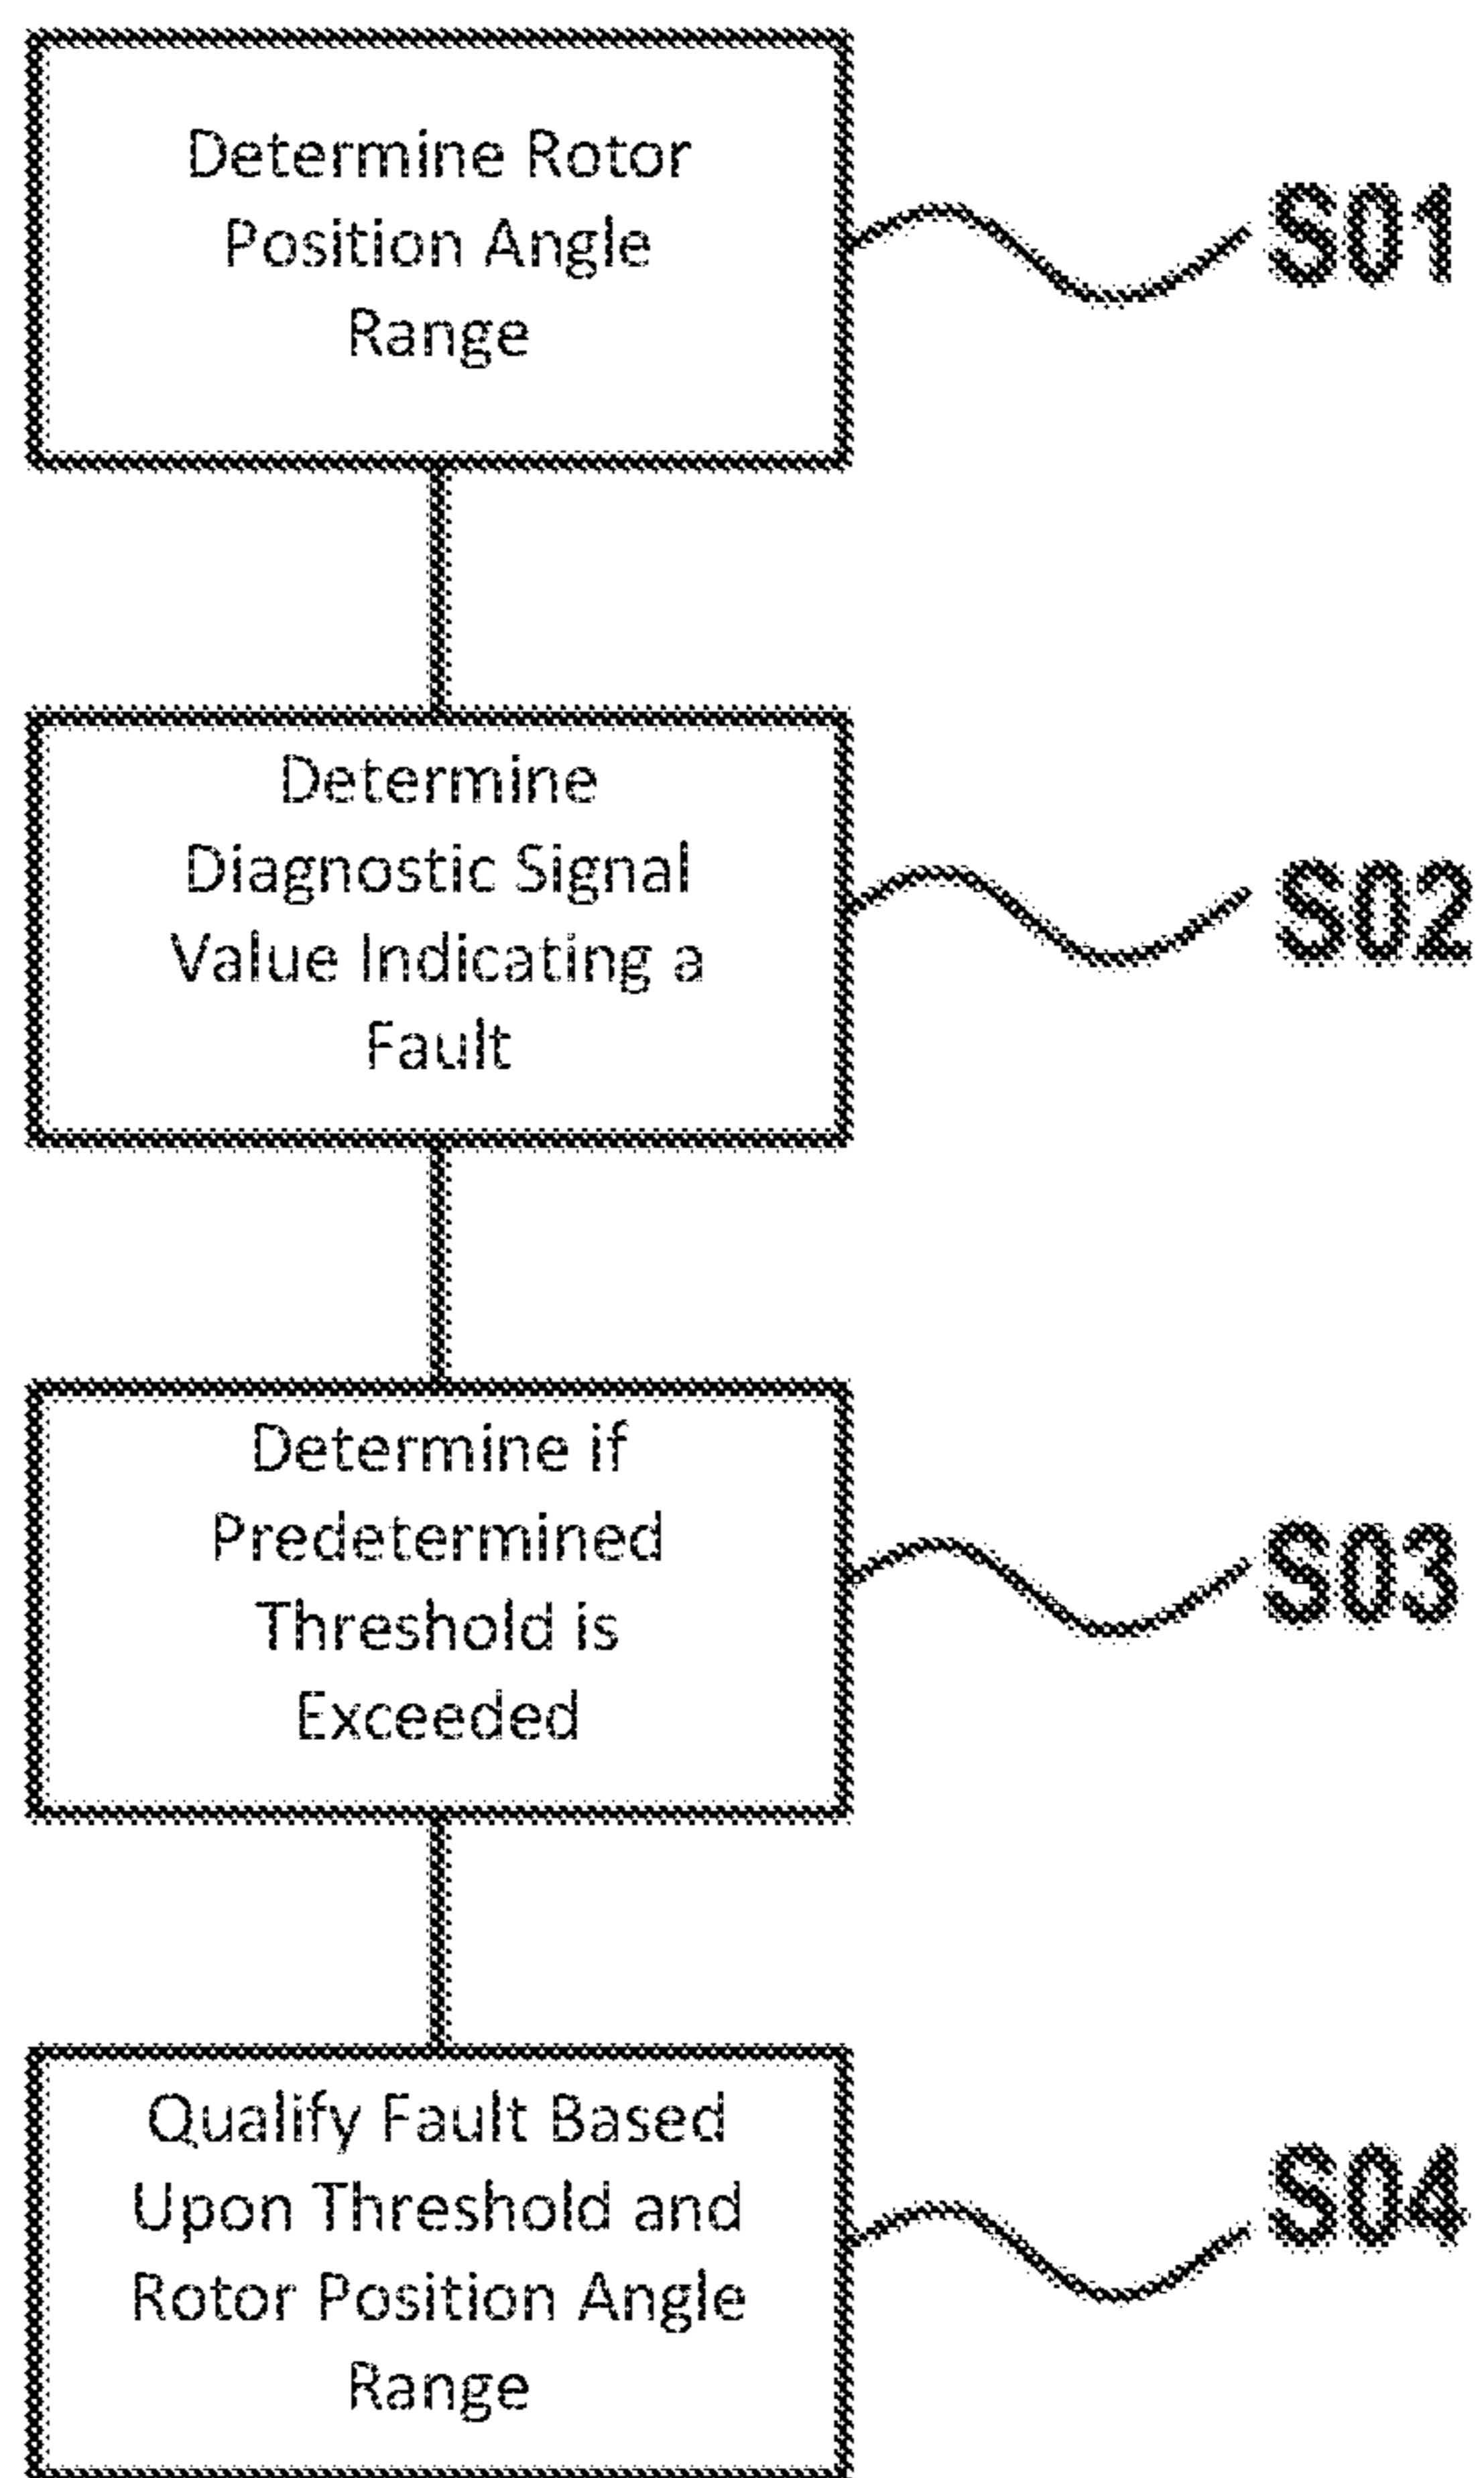 Determine Rotor
Position Angle
Range
S01
Determine
Diagnostic Signal
Value Indicating a
Fault
S02
Determine if
Predetermined
Threshold is
Exceeded
S03
Qualify Fault Based
Upon Threshold and
Rotor Position Angle
Range
S04